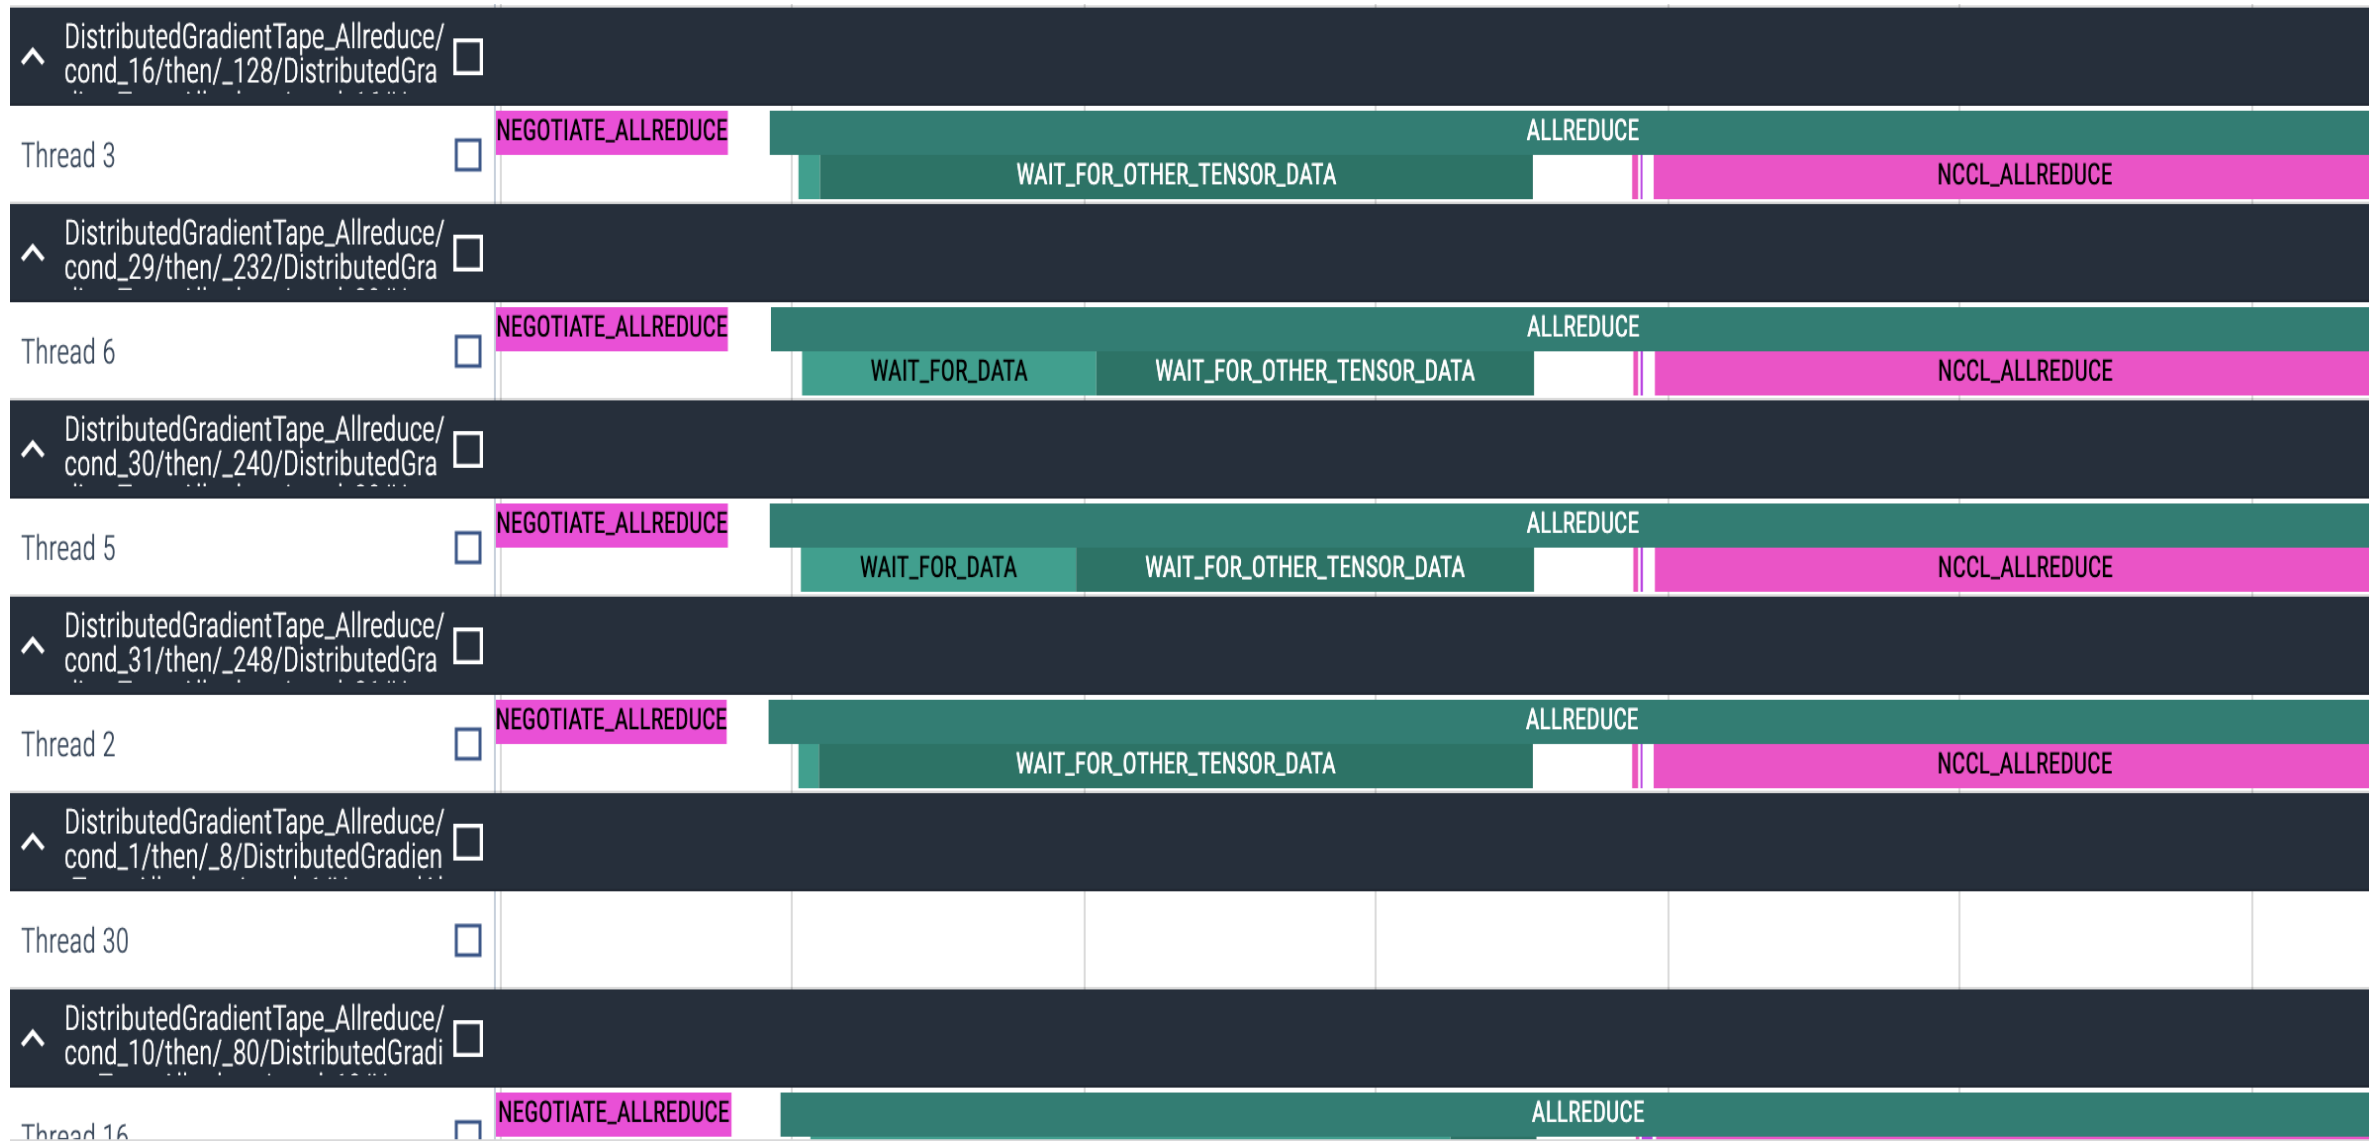 DistributedGradientTape_Allreduce/
cond_16/then/_128/DistributedGra
Thread 3
NEGOTIATE_ALLREDUCE
ALLREDUCE
WAIT_FOR_OTHER_TENSOR_DATA
NCCL_ALLREDUCE
DistributedGradientTape_Allreduce/
cond_29/then/_232/DistributedGra
Thread 6
NEGOTIATE_ALLREDUCE
ALLREDUCE
WAIT_FOR_DATA
WAIT_FOR_OTHER_TENSOR_DATA
NCCL_ALLREDUCE
DistributedGradientTape_Allreduce/
cond_30/then/_240/DistributedGra
Thread 5
NEGOTIATE_ALLREDUCE
ALLREDUCE
WAIT_FOR_DATA
WAIT_FOR_OTHER_TENSOR_DATA
NCCL_ALLREDUCE
DistributedGradientTape_Allreduce/
cond_31/then/_248/DistributedGra
Thread 2
NEGOTIATE_ALLREDUCE
ALLREDUCE
WAIT_FOR_OTHER_TENSOR_DATA
NCCL_ALLREDUCE
DistributedGradientTape_Allreduce/
cond_1/then/_8/DistributedGradien
Thread 30
DistributedGradientTape_Allreduce/
cond_10/then/_80/DistributedGradi
Thread 16
NEGOTIATE_ALLREDUCE
ALLREDUCE